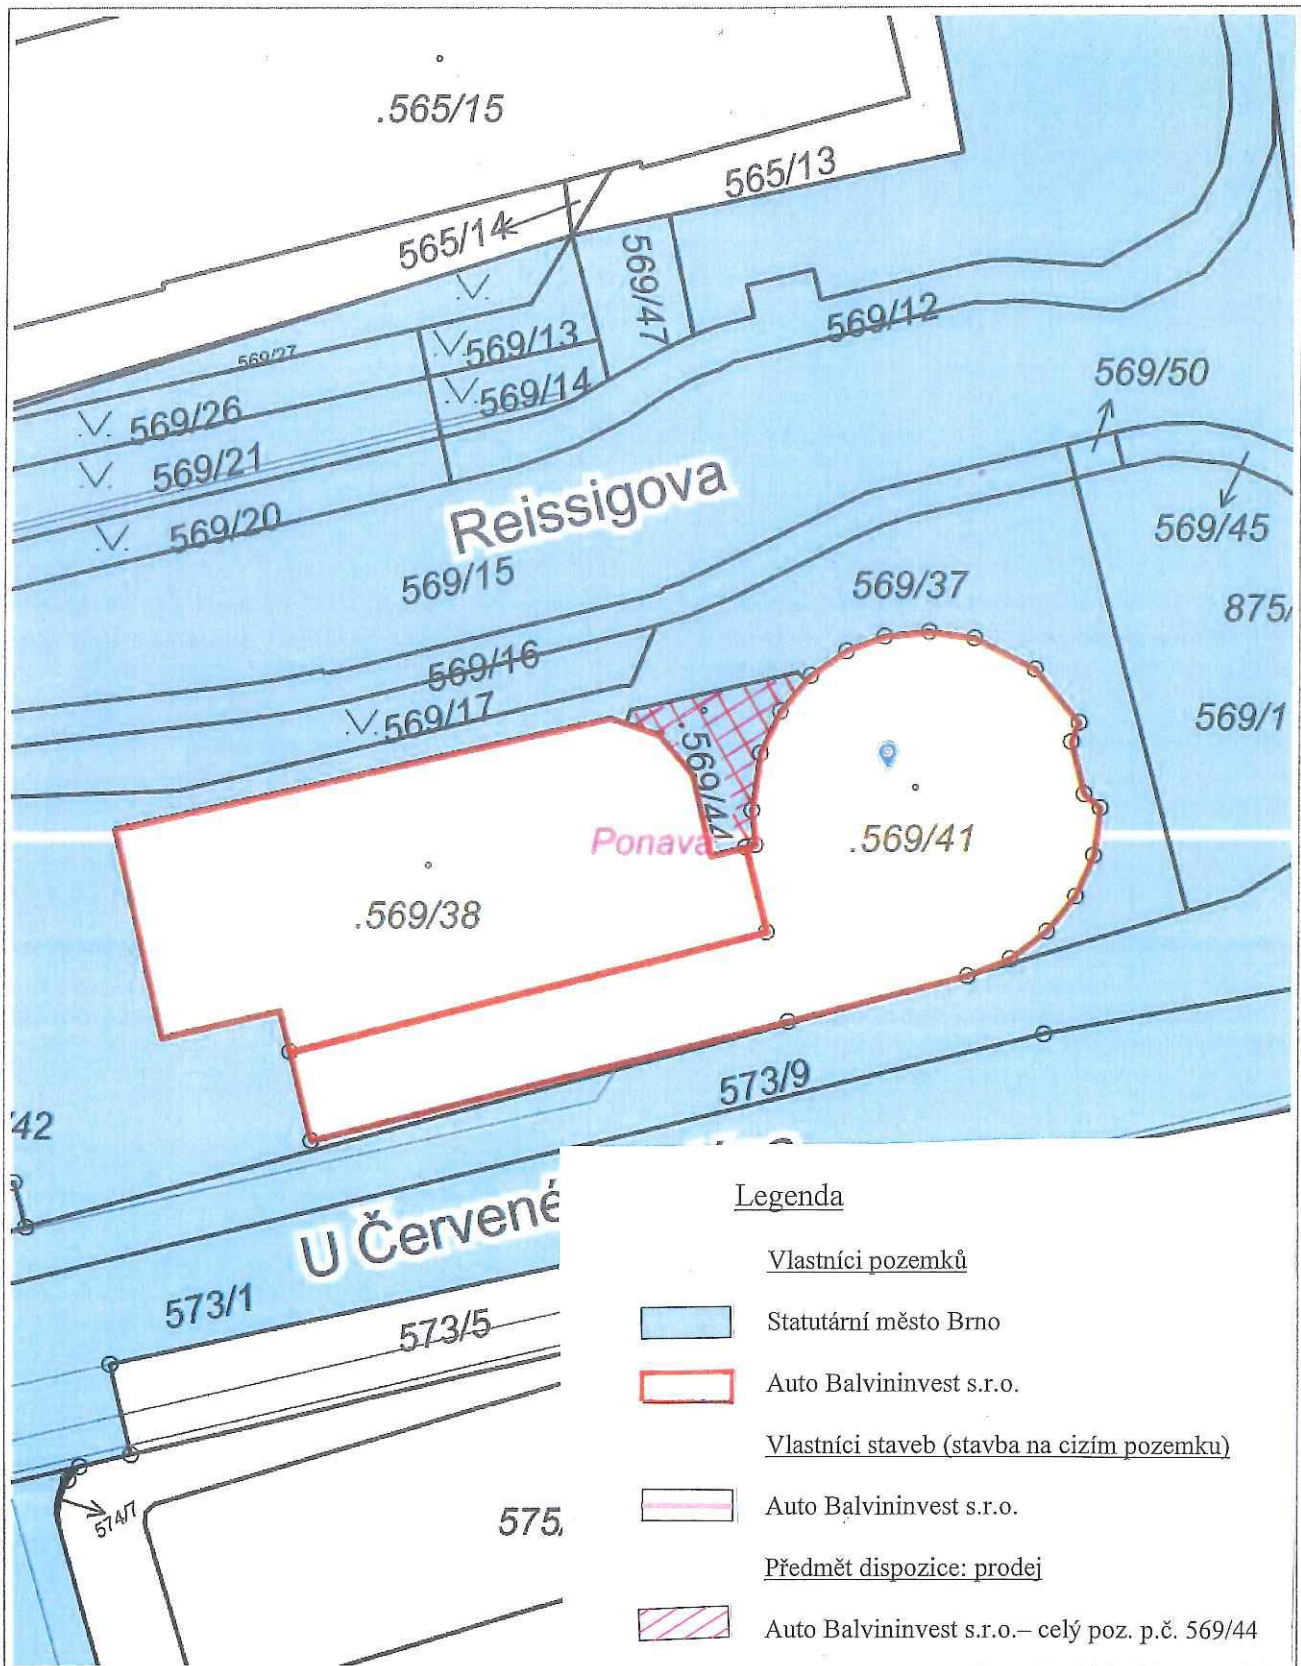 .565/15
565/13
565/14
569/47
569/12
569/13
569/27
569/14
569/50
569/26
569/21
569/20
Reissigova
569/45
569/15
569/37
875/
569/16
569/17
569/1
.569/44
Ponava
.569/41
.569/38
573/9
/42
U Červené
573/1
573/5
574/7
575/
Legenda
Vlastníci pozemků
Statutární město Brno
Auto Balvininvest s.r.o.
Vlastníci staveb (stavba na cizím pozemku)
Auto Balvininvest s.r.o.
Předmět dispozice: prodej
Auto Balvininvest s.r.o.– celý poz. p.č. 569/44